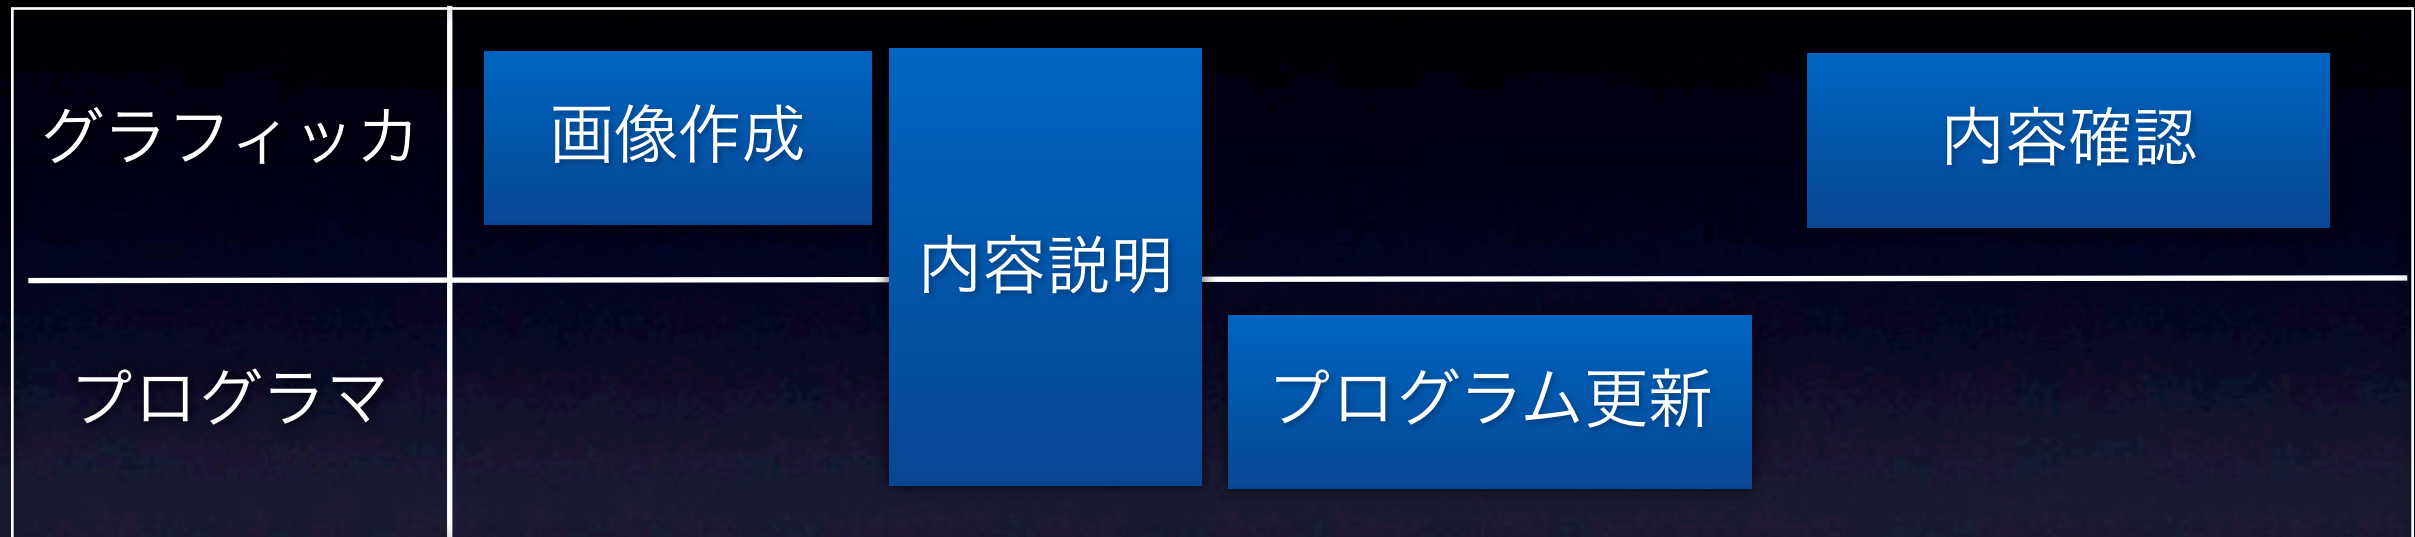 グラフィッカ
画像作成
内容説明
内容確認
プログラマ
プログラム更新